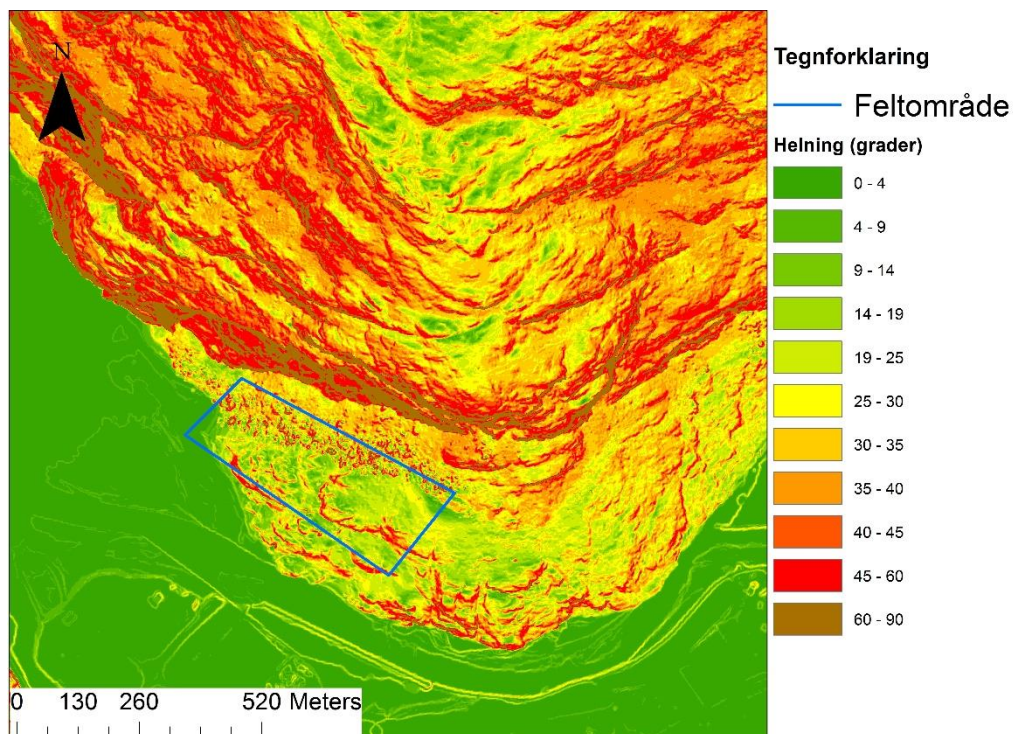 N
Tegnforklaring
Feltområde
Helning (grader)
0 - 4
4 - 9
9 - 14
14 - 19
19 - 25
25 - 30
30 - 35
35 - 40
40 - 45
45 - 60
60 - 90
0 130 260 520 Meters